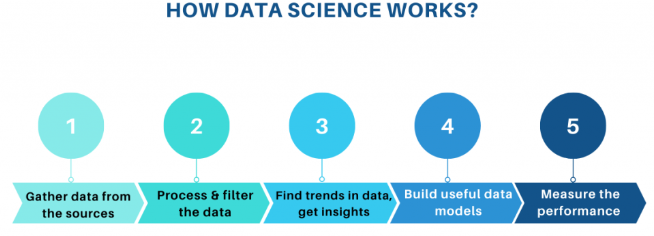 HOW DATA SCIENCE WORKS?
1
2
3
4
5
Gather data from
the sources
Process & filter
the data
Find trends in data,
get insights
Build useful data
models
Measure the
performance